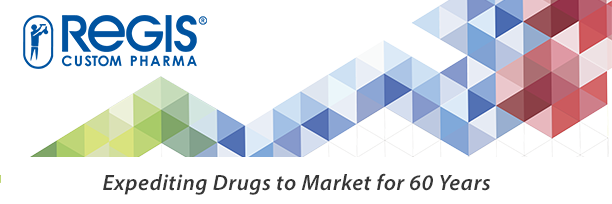 REGIS®
CUSTOM PHARMA
Expediting Drugs to Market for 60 Years